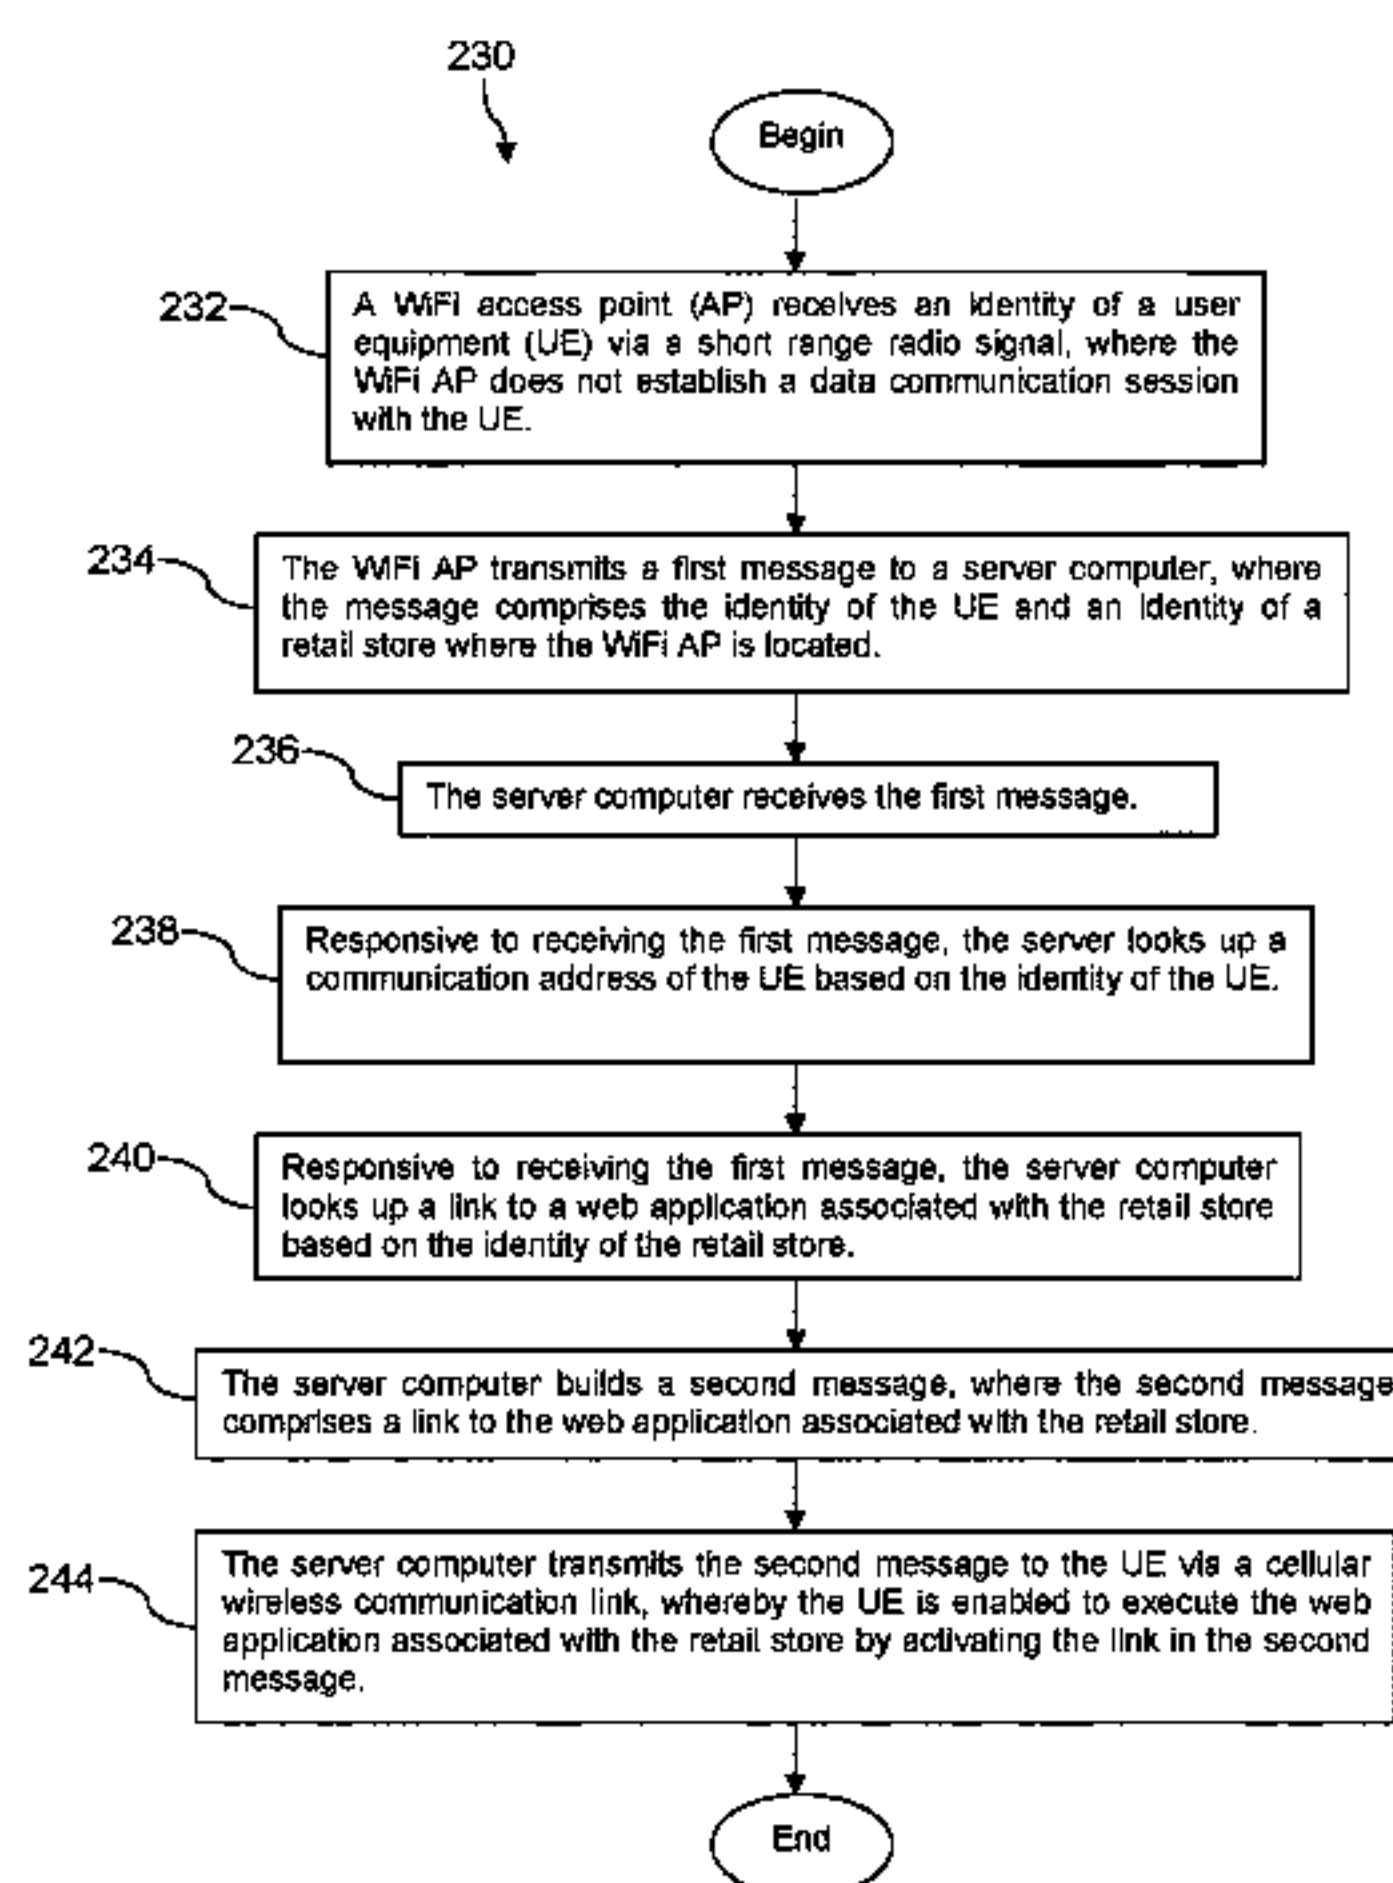 230
Begin
232
A WiFi access point (AP) receives an identity of a user
equipment (UE) via a short range radio signal, where the
WiFi AP does not establish a data communication session
with the UE.
234
The WiFi AP transmits a first message to a server computer, where
the message comprises the identity of the UE and an identity of a
retail store where the WiFi AP is located.
236
The server computer receives the first message.
238
Responsive to receiving the first message, the server looks up a
communication address of the UE based on the identity of the UE.
240
Responsive to receiving the first message, the server computer
looks up a link to a web application associated with the retail store
based on the identity of the retail store.
242
The server computer builds a second message, where the second message
comprises a link to the web application associated with the retail store.
244
The server computer transmits the second message to the UE via a cellular
wireless communication link, whereby the UE is enabled to execute the web
application associated with the retail store by activating the link in the second
message.
End